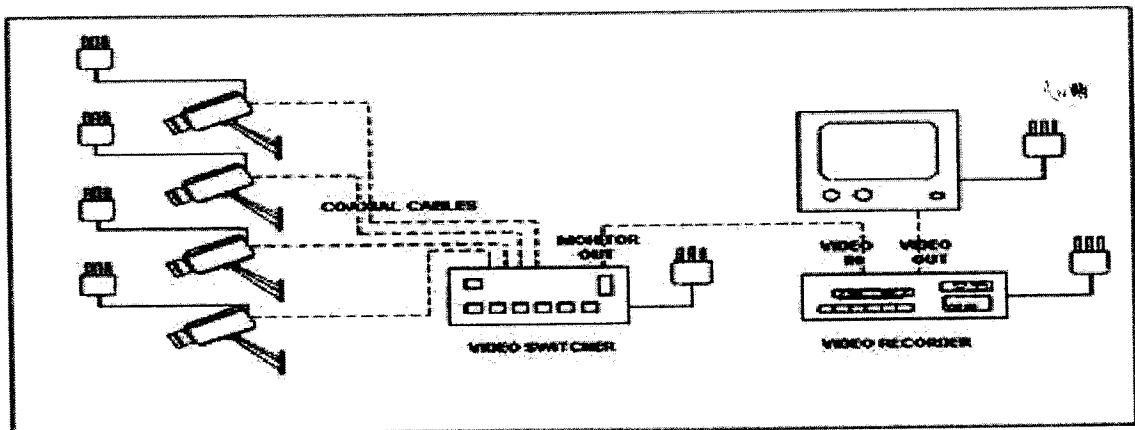 COAXIAL CABLES
MONITOR
OUT
VIDEO
IN
VIDEO
OUT
VIDEO SWITCHER
VIDEO RECORDER